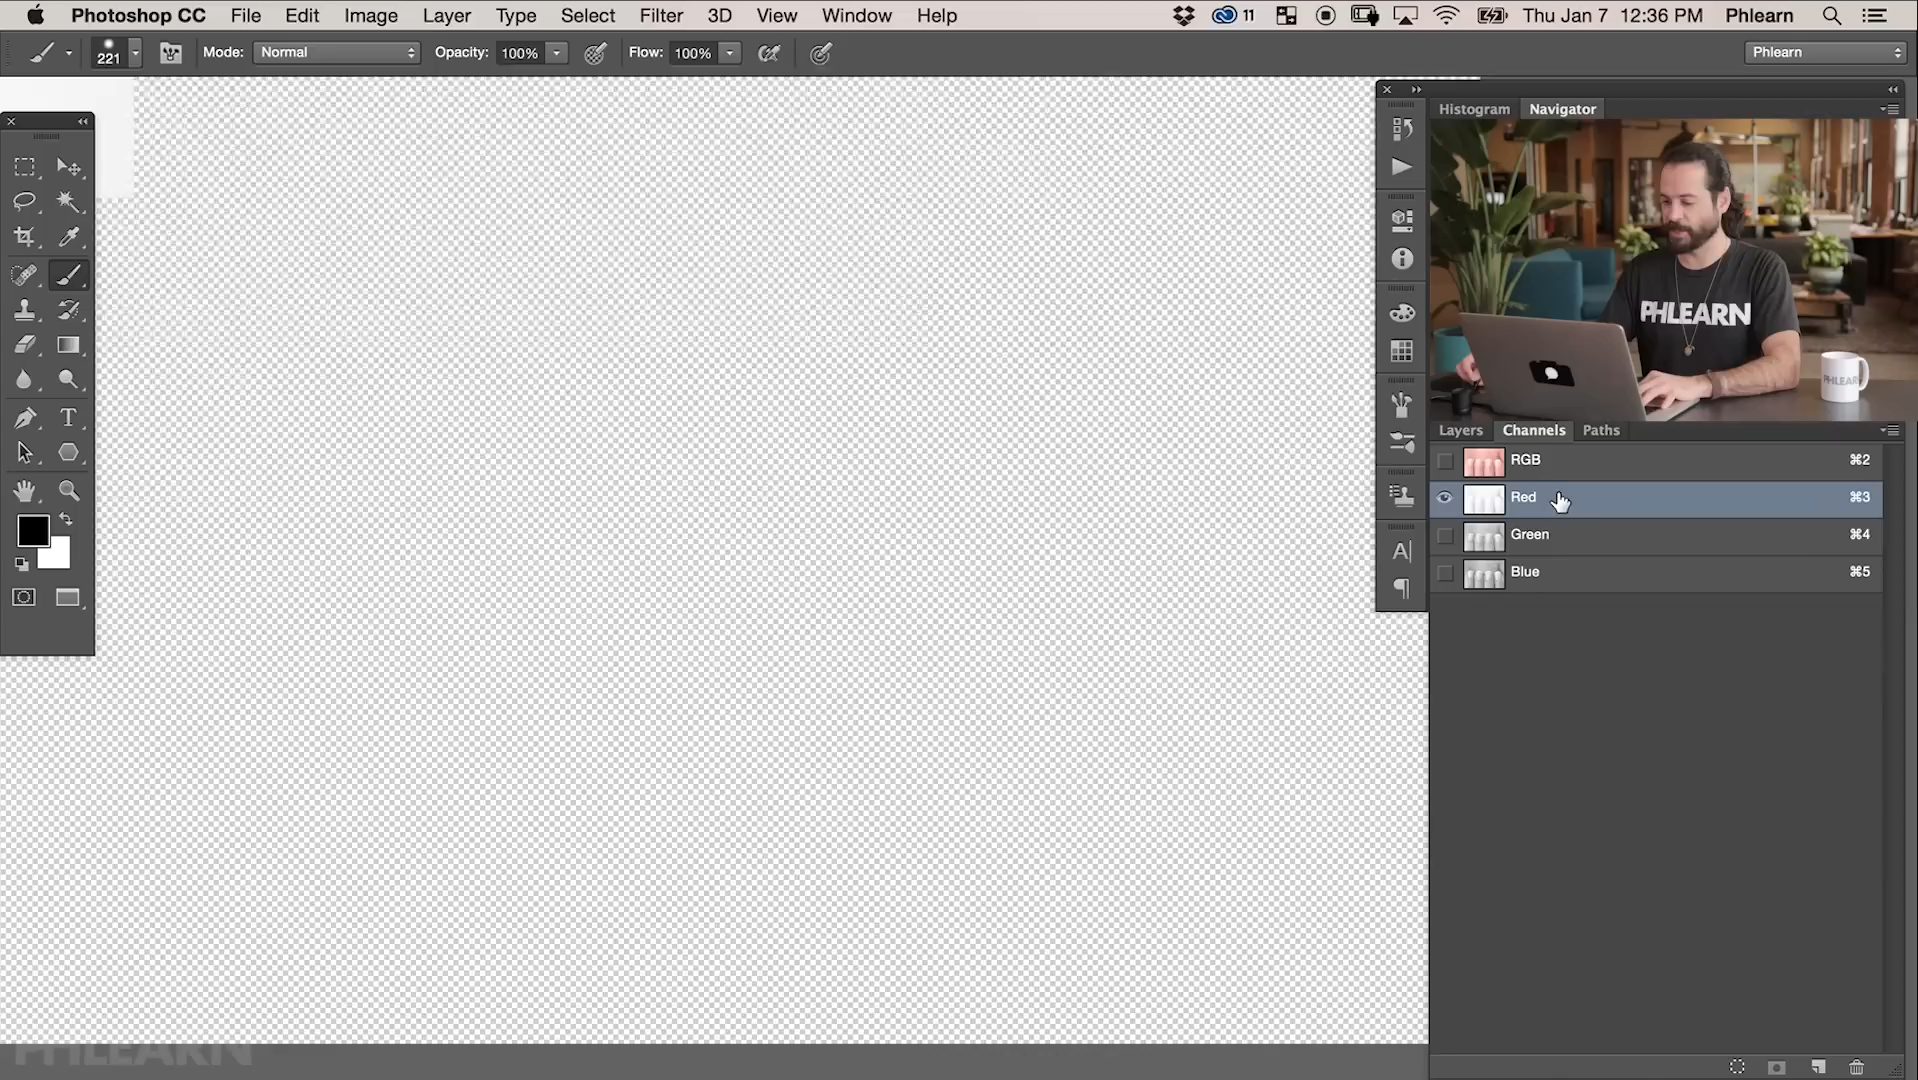 Photoshop CC File Edit Image Layer Type Select Filter 3D View Window Help 11 Thu Jan 7 12:36 PM Phlearn
221 Mode: Normal Opacity: 100% Flow: 100% Phlearn
Histogram Navigator
PHLEARN
PHLEARN
Layers Channels Paths
RGB ⌘2
Red ⌘3
Green ⌘4
Blue ⌘5
T
A
PHLEARN